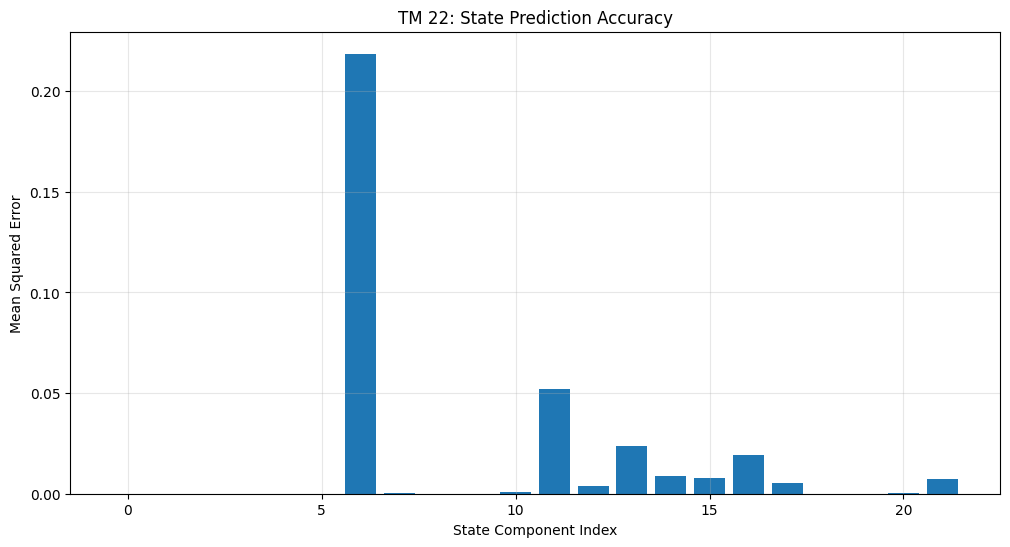 TM 22: State Prediction Accuracy
Mean Squared Error
0.20
0.15
0.10
0.05
0.00
0 5 10 15 20
State Component Index